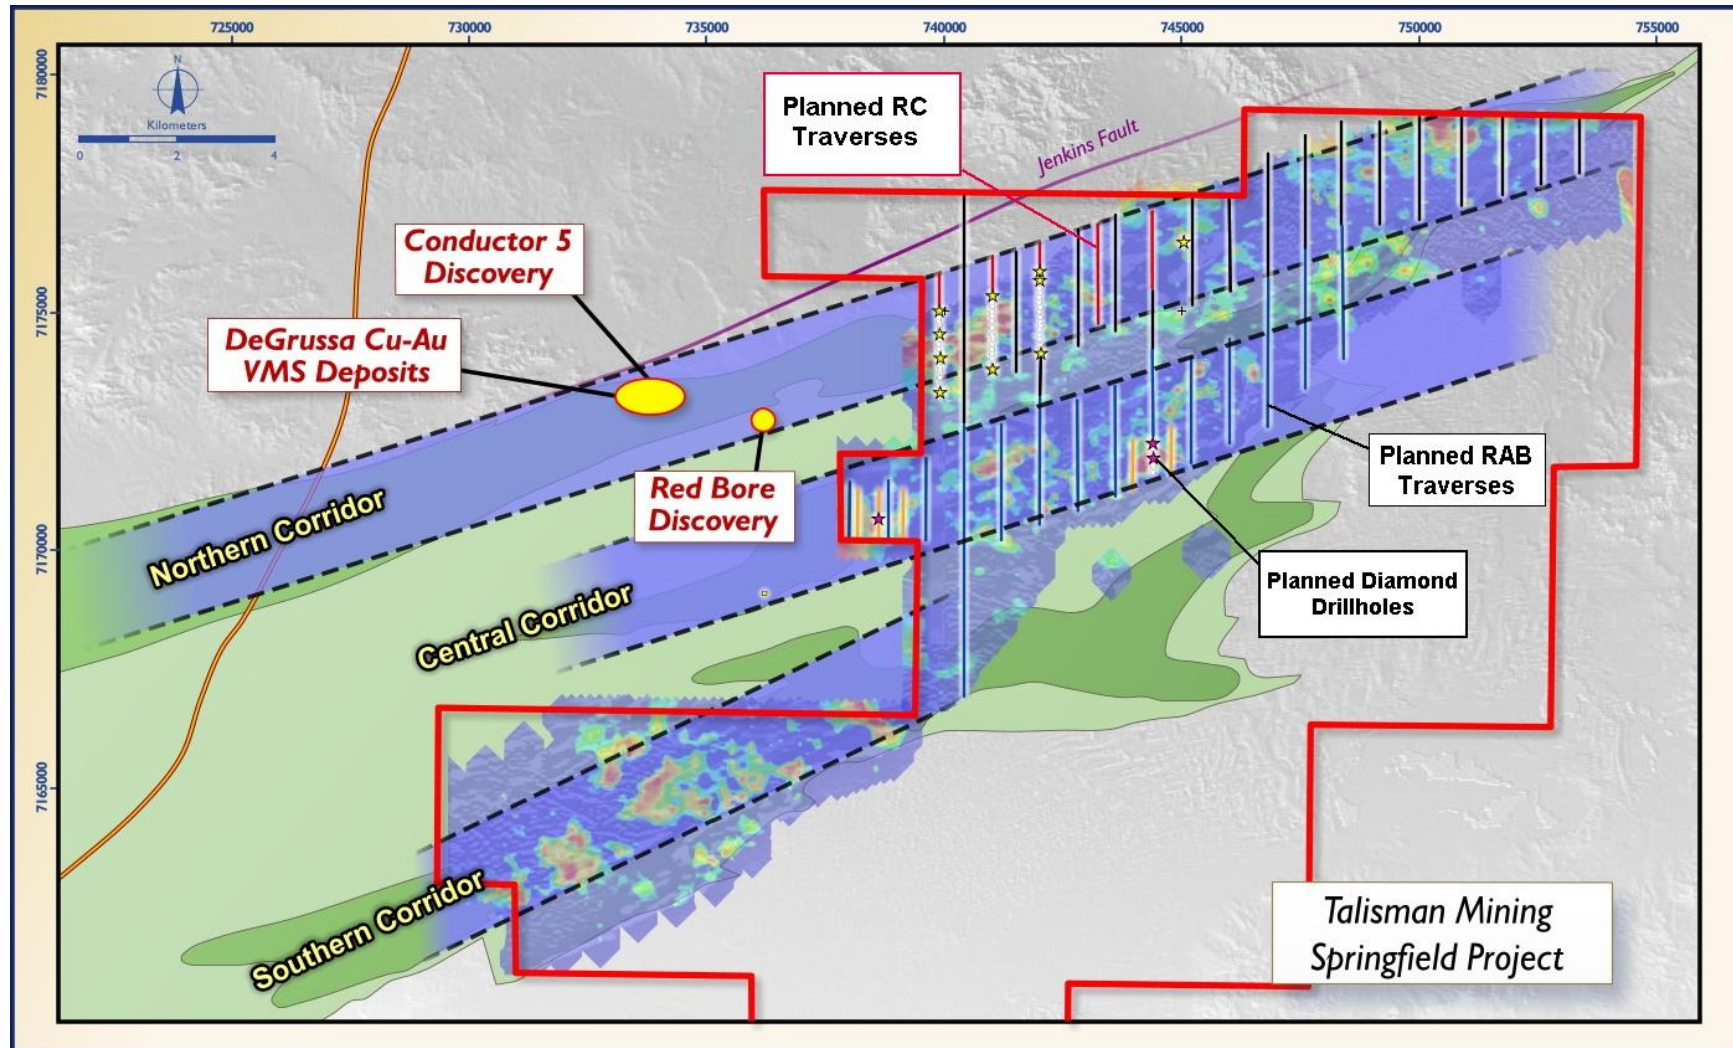 725000
730000
735000
740000
745000
750000
755000
7180000
7175000
7170000
7165000
N
Kilometers
0
2
4
Planned RC
Traverses
Jenkins Fault
Conductor 5
Discovery
DeGrussa Cu-Au
VMS Deposits
Red Bore
Discovery
Planned RAB
Traverses
Planned Diamond
Drillholes
Northern Corridor
Central Corridor
Southern Corridor
Talisman Mining
Springfield Project